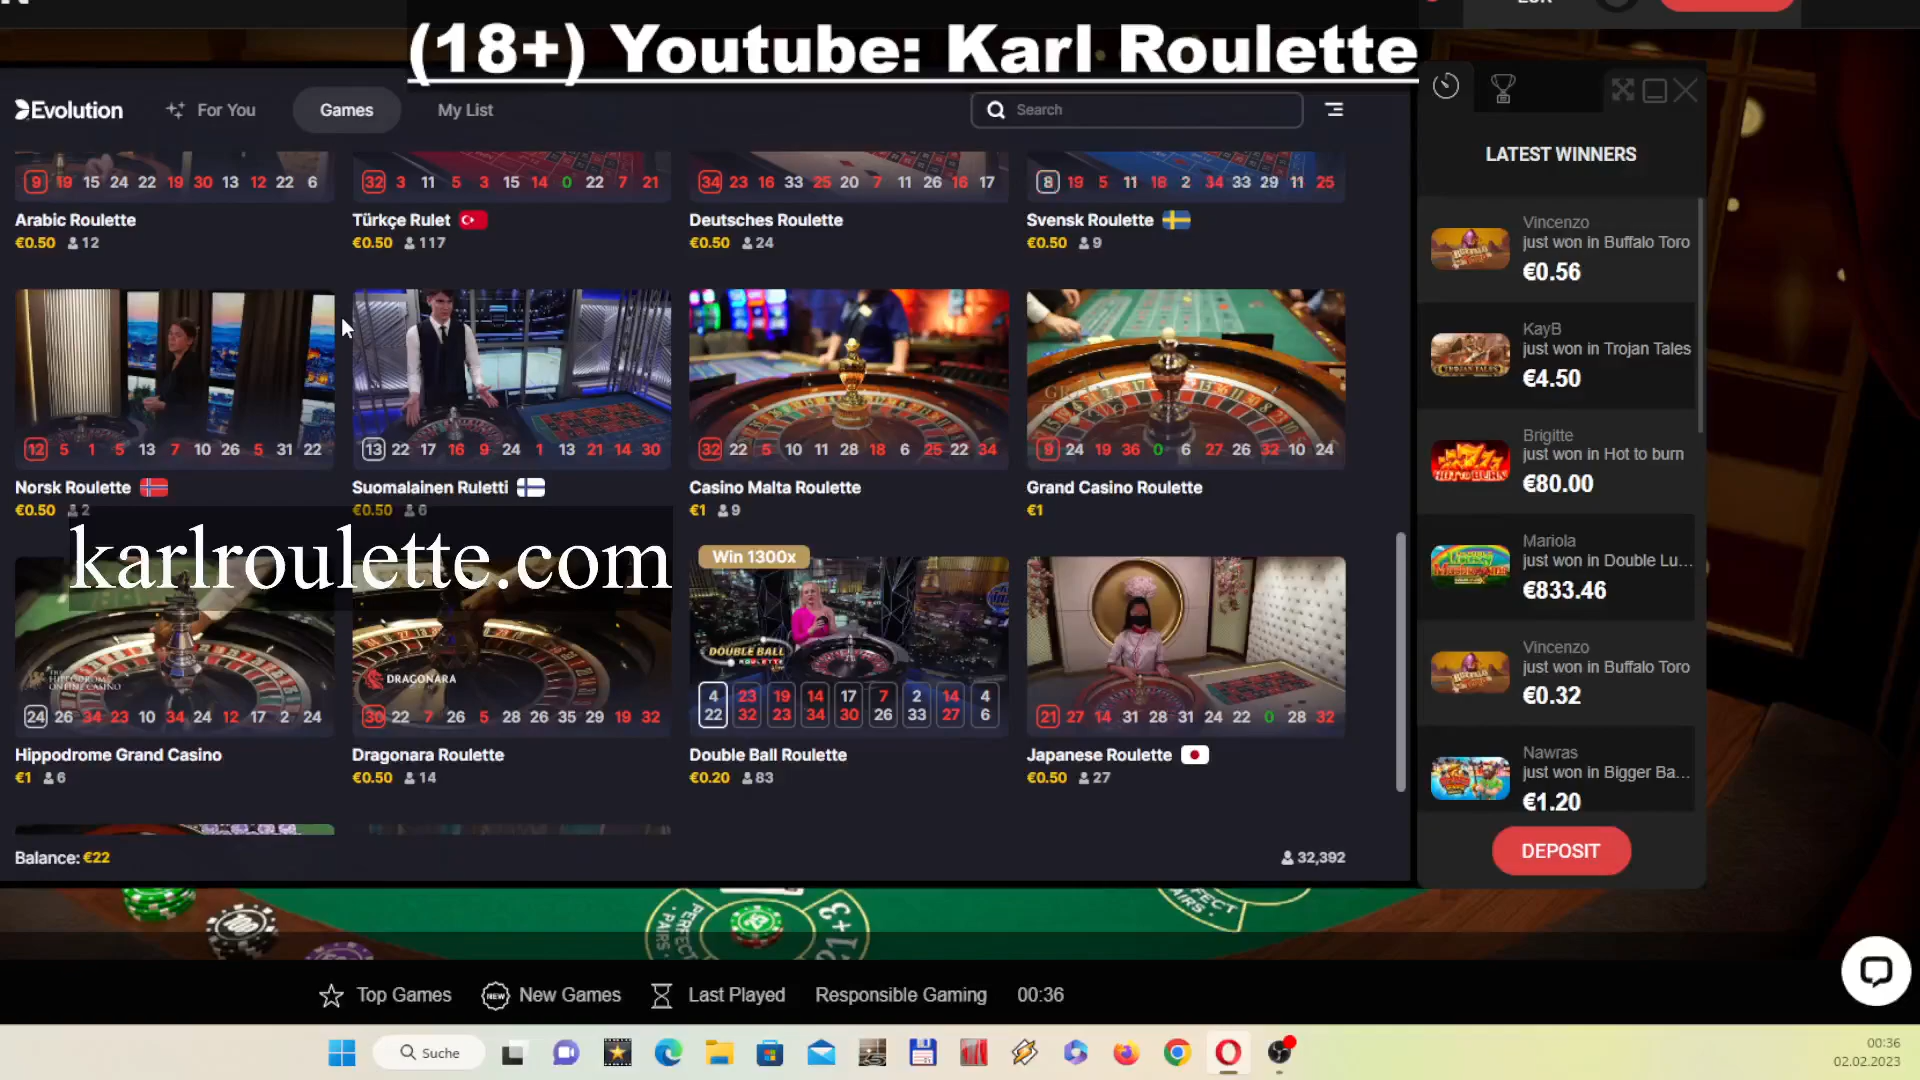 (18+) Youtube: Karl Roulette
Evolution
For You
Games
My List
Search
9 19 15 24 22 19 30 13 12 22 6
32 3 11 5 3 15 14 0 22 7 21
34 23 16 33 25 20 7 11 26 16 17
8 19 5 11 18 2 34 33 29 11 25
Arabic Roulette
€0.50 12
Türkçe Rulet
€0.50 117
Deutsches Roulette
€0.50 24
Svensk Roulette
€0.50 9
12 5 1 5 13 7 10 26 5 31 22
13 22 17 16 9 24 1 13 21 14 30
32 22 5 10 11 28 18 6 25 22 34
9 24 19 36 0 6 27 26 32 10 24
Norsk Roulette
€0.50 2
Suomalainen Ruletti
€0.50 6
Casino Malta Roulette
€1 9
Grand Casino Roulette
€1
karlroulette.com
Win 1300x
HIPPODROME
ONLINE CASINO
DRAGONARA
DOUBLE BALL
ROULETTE
24 26 34 23 10 34 24 12 17 2 24
30 22 7 26 5 28 26 35 29 19 32
4 23 19 14 17 7 2 14 4
22 32 23 34 30 26 33 27 6
21 27 14 31 28 31 24 22 0 28 32
Hippodrome Grand Casino
€1 6
Dragonara Roulette
€0.50 14
Double Ball Roulette
€0.20 83
Japanese Roulette
€0.50 27
Balance: €22
32,392
LATEST WINNERS
Vincenzo
just won in Buffalo Toro
€0.56
KayB
just won in Trojan Tales
€4.50
Brigitte
just won in Hot to burn
€80.00
Mariola
just won in Double Lu...
€833.46
Vincenzo
just won in Buffalo Toro
€0.32
Nawras
just won in Bigger Ba...
€1.20
DEPOSIT
PERFECT
PAIRS
21+3
Top Games
NEW
New Games
Last Played
Responsible Gaming
00:36
Suche
00:36
02.02.2023